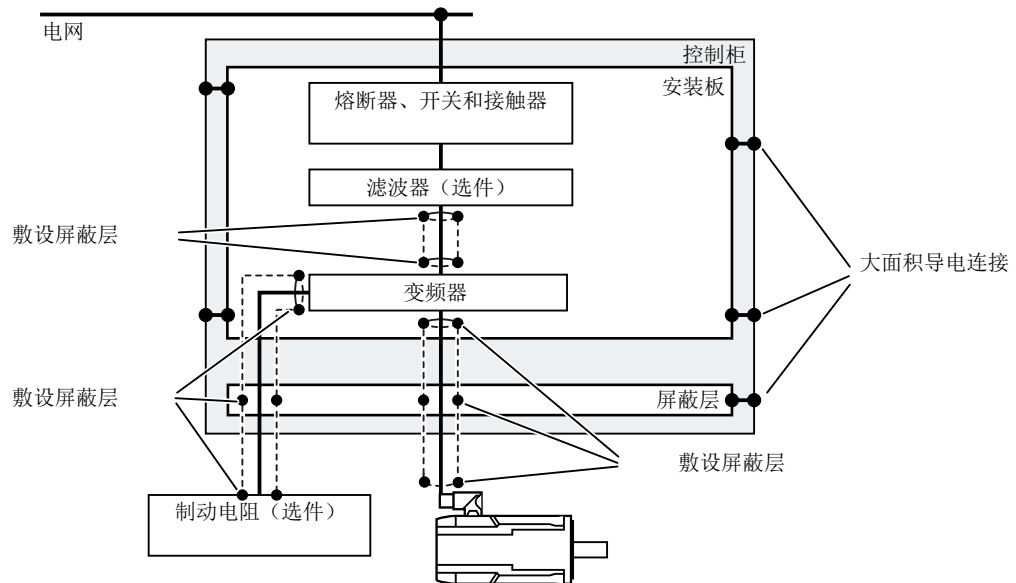 电网
控制柜
安装板
熔断器、开关和接触器
滤波器（选件）
敷设屏蔽层
大面积导电连接
变频器
敷设屏蔽层
屏蔽层
敷设屏蔽层
制动电阻（选件）